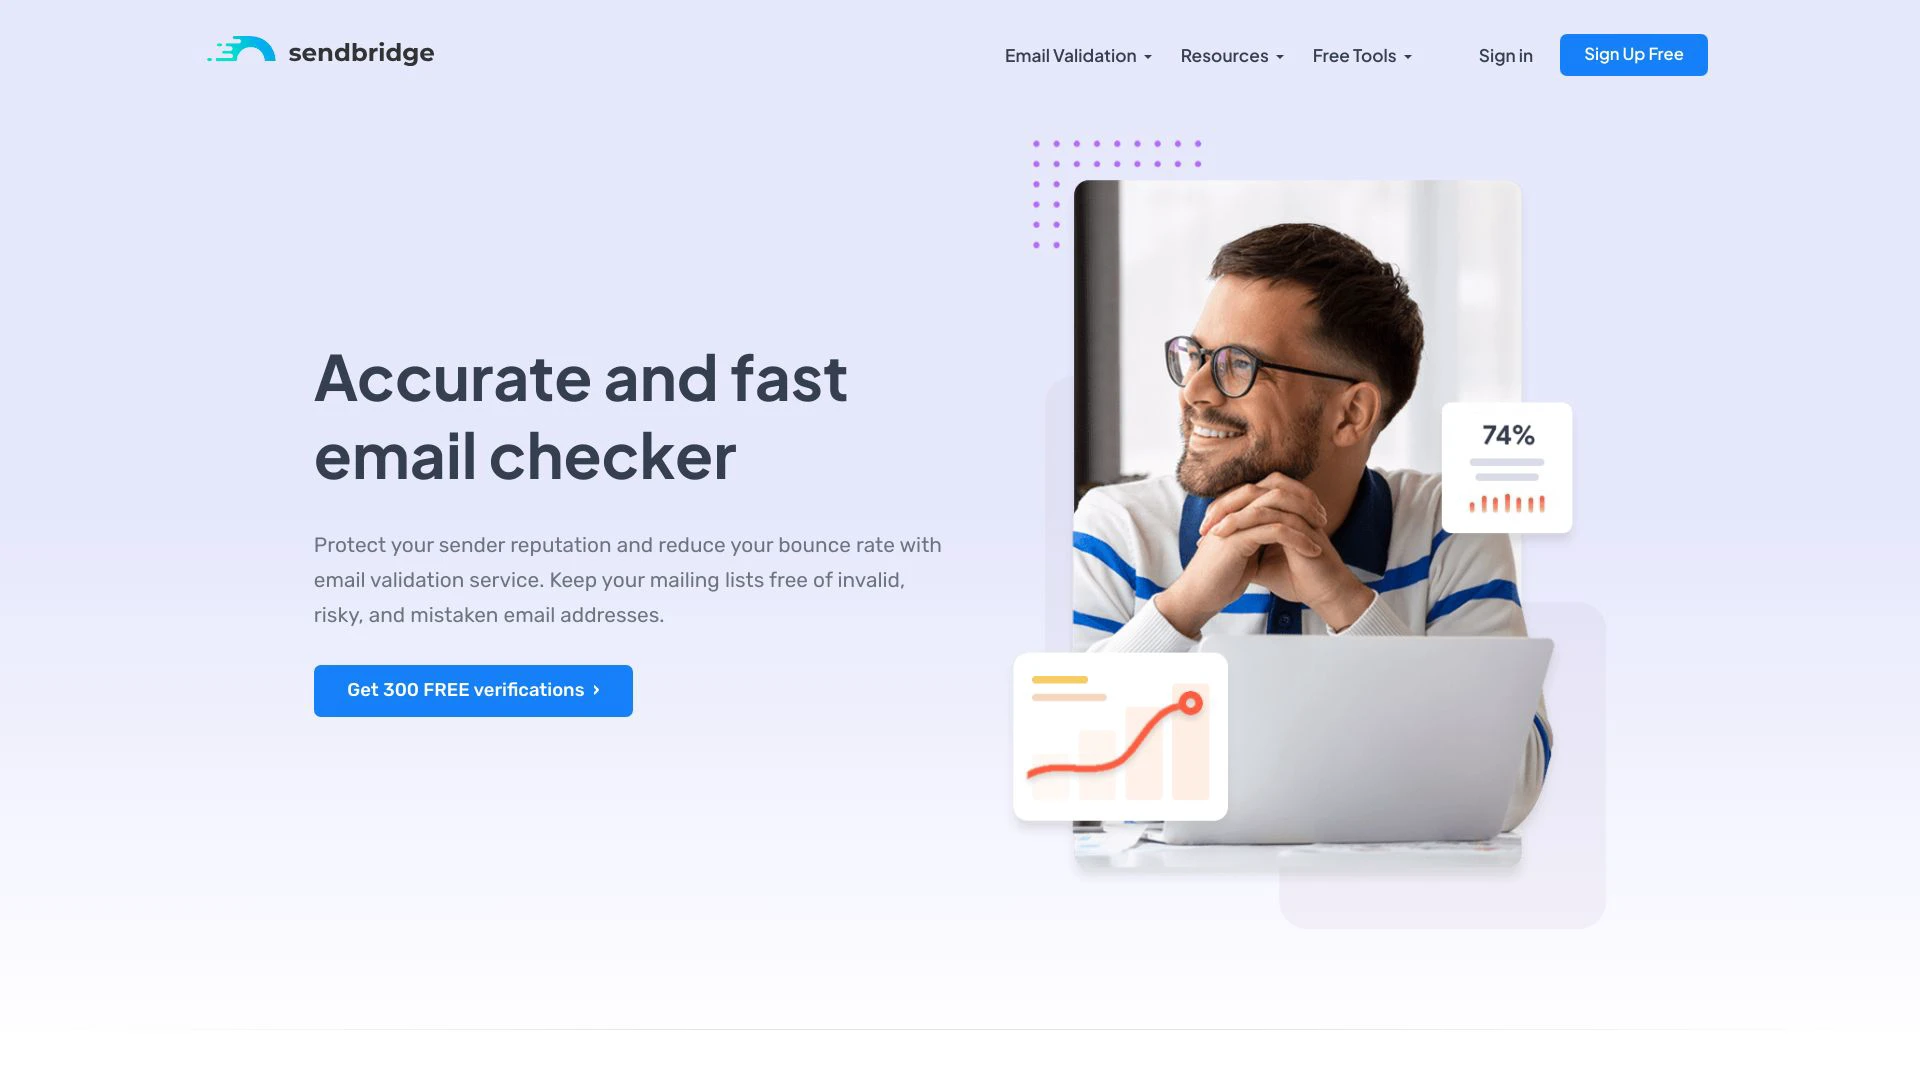 sendbridge
Email Validation
Resources
Free Tools
Sign in
Sign Up Free
Accurate and fast
email checker
Protect your sender reputation and reduce your bounce rate with
email validation service. Keep your mailing lists free of invalid,
risky, and mistaken email addresses.
Get 300 FREE verifications ›
74%